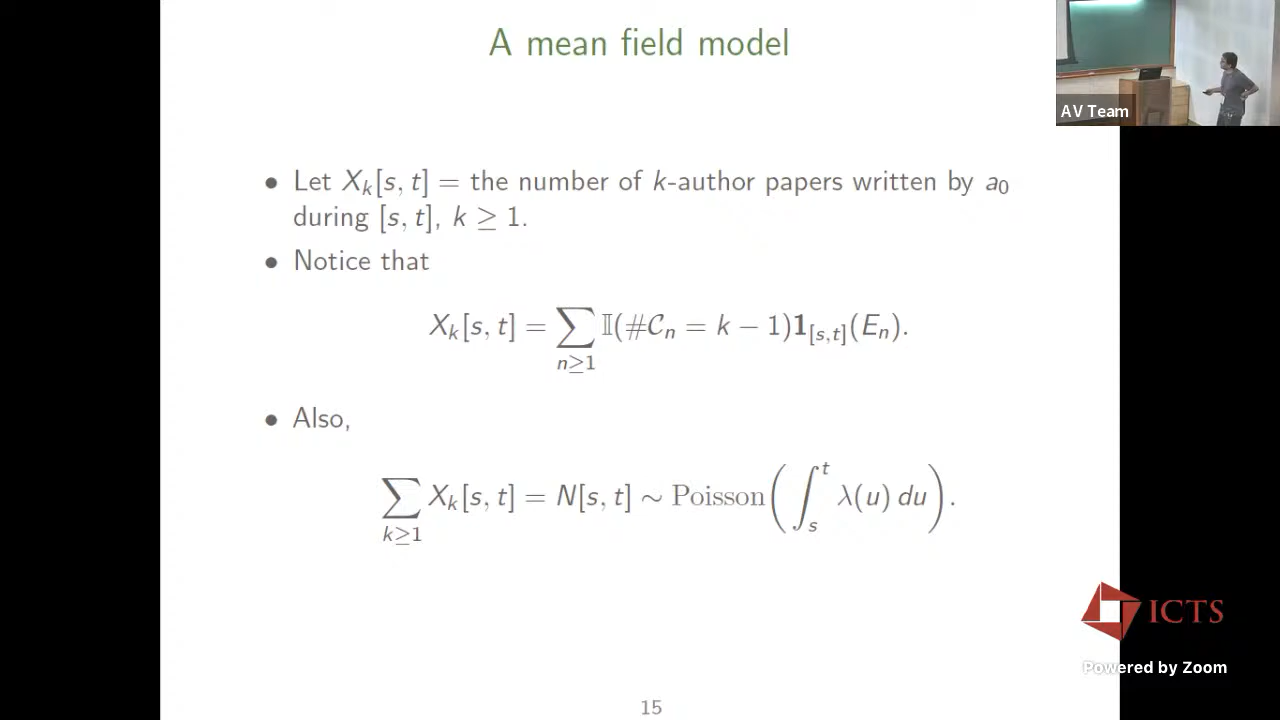 A mean field model
AV Team
• Let X_k[s, t] = the number of k-author papers written by a_0
during [s, t], k ≥ 1.
• Notice that
X_k[s, t] = ∑_{n≥1} 𝕀(#𝒞_n = k − 1)𝟏_{[s,t]}(E_n).
• Also,
∑_{k≥1} X_k[s, t] = N[s, t] ∼ Poisson(∫_s^t λ(u) du).
ICTS
Powered by Zoom
15